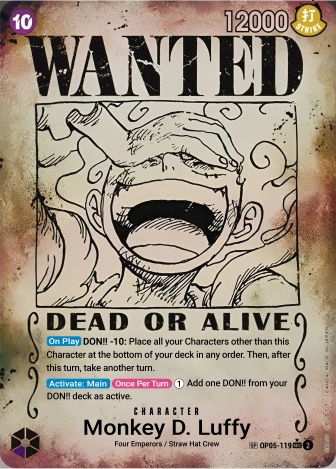 10
12000
打
STRIKE
WANTED
DEAD OR ALIVE
On Play DON!! -10: Place all your Characters other than this
Character at the bottom of your deck in any order. Then, after
this turn, take another turn.
Activate: Main Once Per Turn ① Add one DON!! from your
DON!! deck as active.
CHARACTER
Monkey D. Luffy
Four Emperors / Straw Hat Crew
SP OP05-119 SEC 2